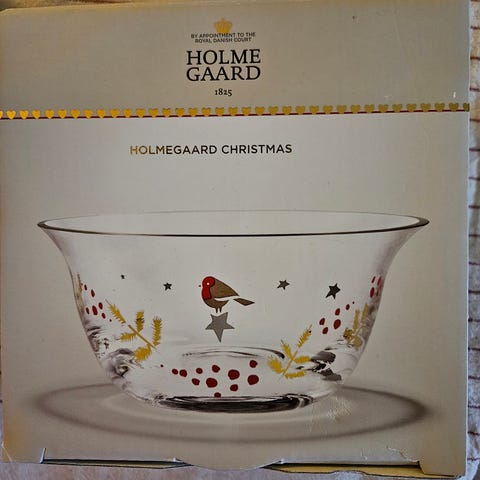 BY APPOINTMENT TO THE
ROYAL DANISH COURT
HOLME
GAARD
1825
HOLMEGAARD CHRISTMAS